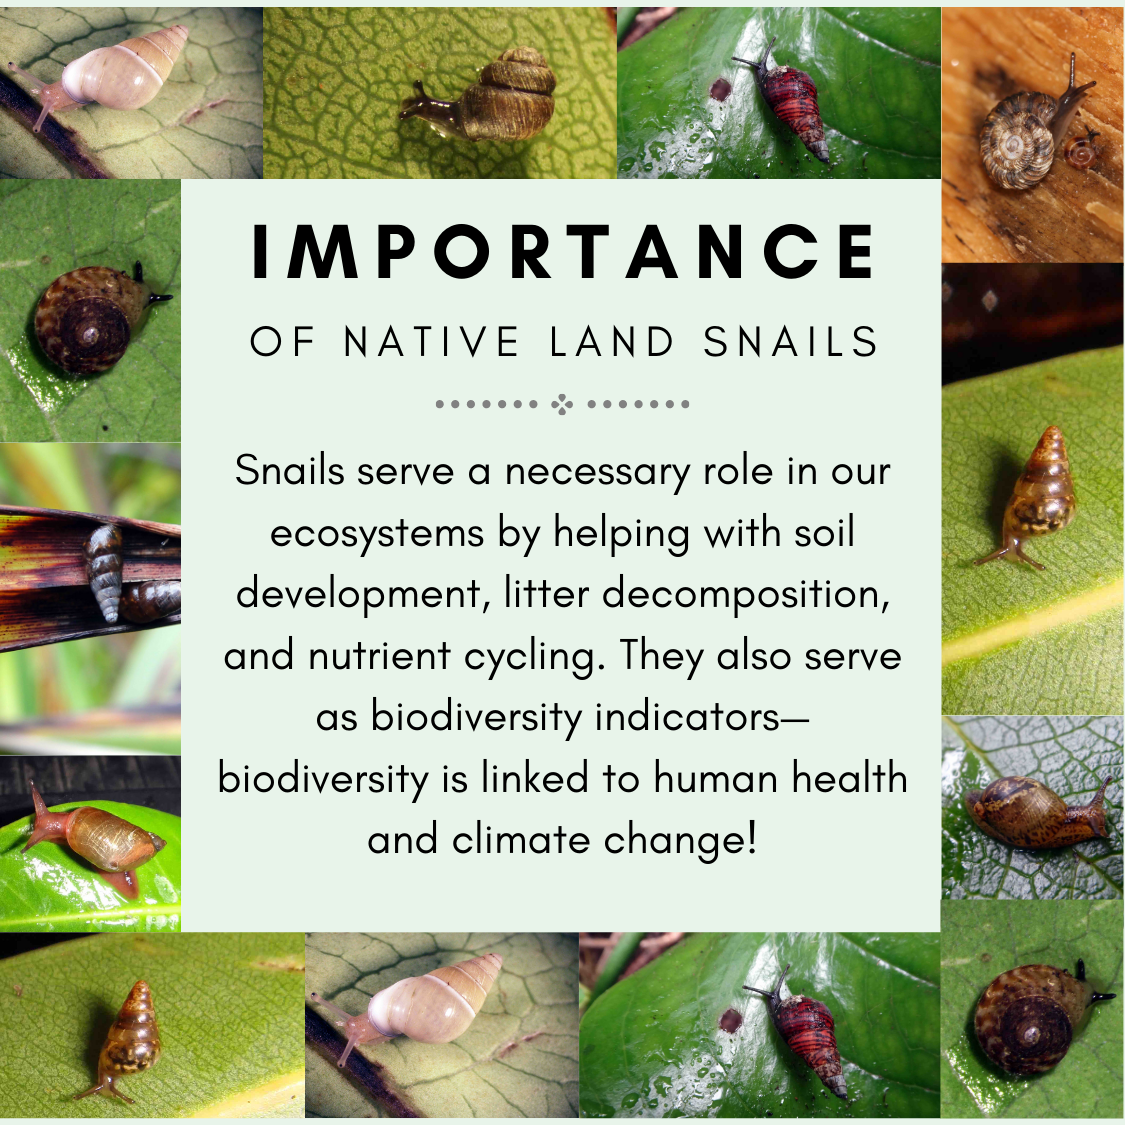 IMPORTANCE
OF NATIVE LAND SNAILS
Snails serve a necessary role in our
ecosystems by helping with soil
development, litter decomposition,
and nutrient cycling. They also serve
as biodiversity indicators—
biodiversity is linked to human health
and climate change!